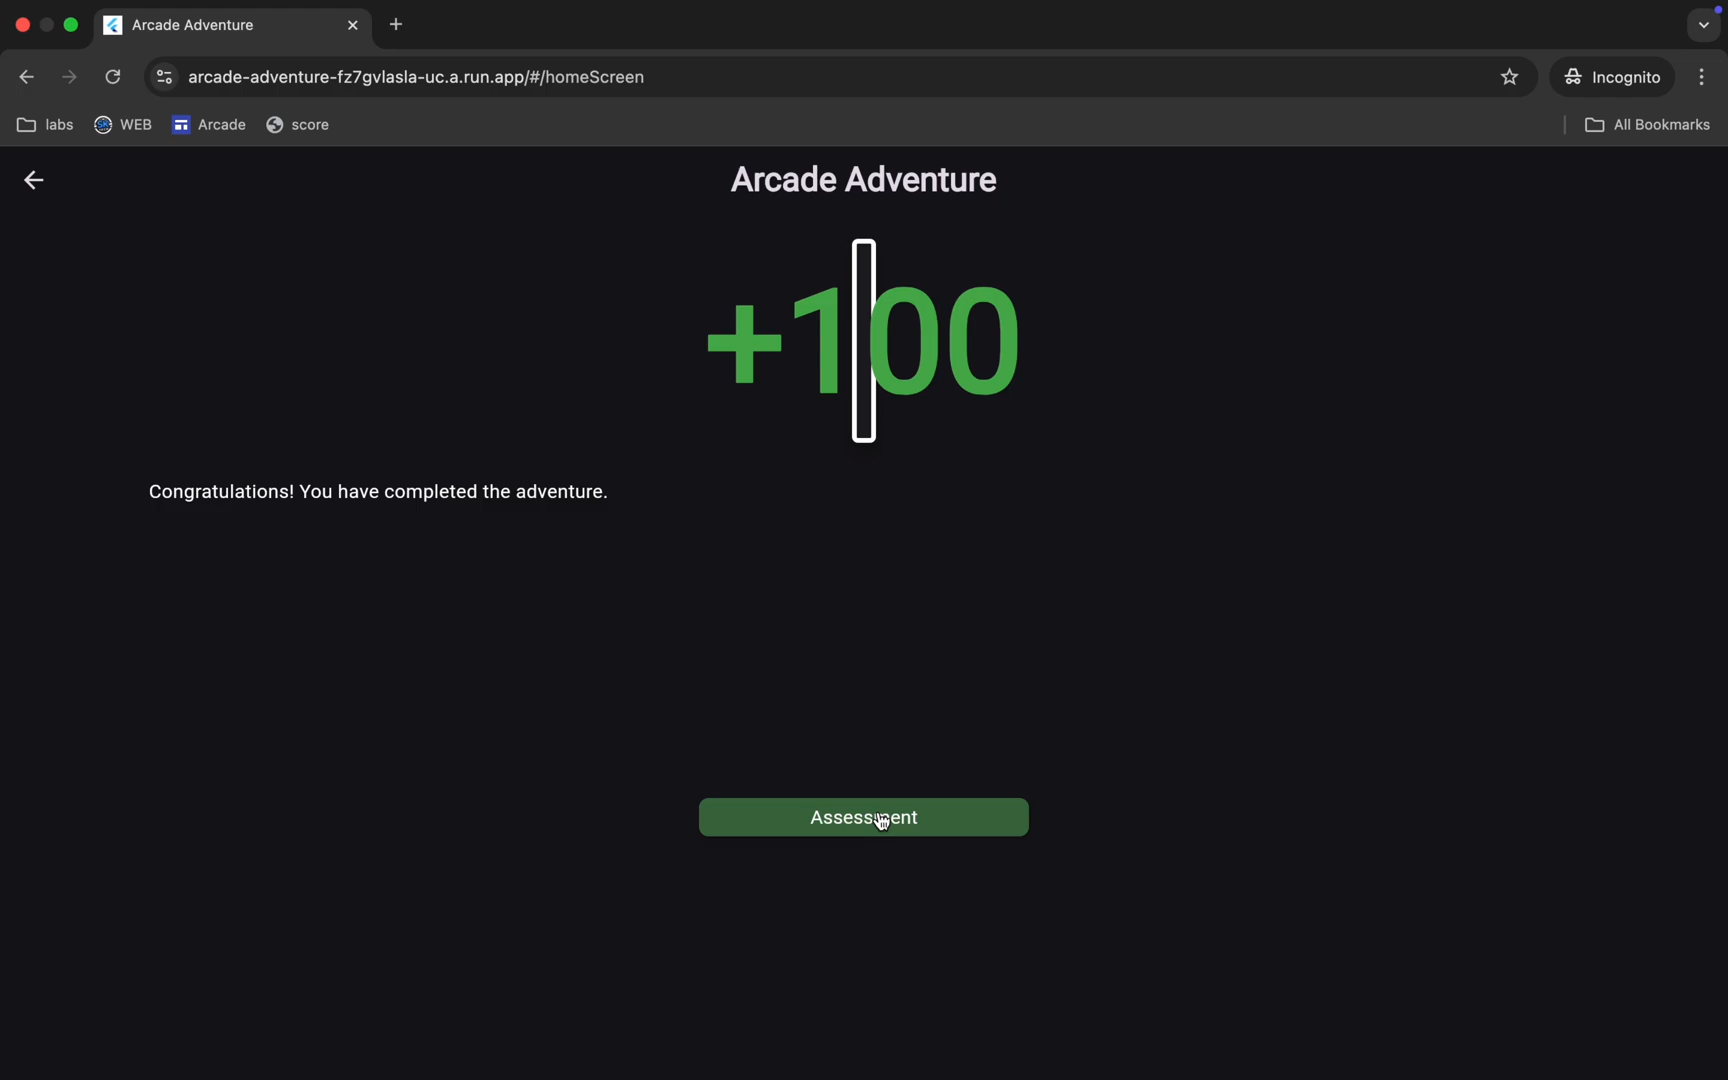 Arcade Adventure
arcade-adventure-fz7gvlasla-uc.a.run.app/#/homeScreen
Incognito
labs
WEB
Arcade
score
All Bookmarks
Arcade Adventure
+100
Congratulations! You have completed the adventure.
Assessment